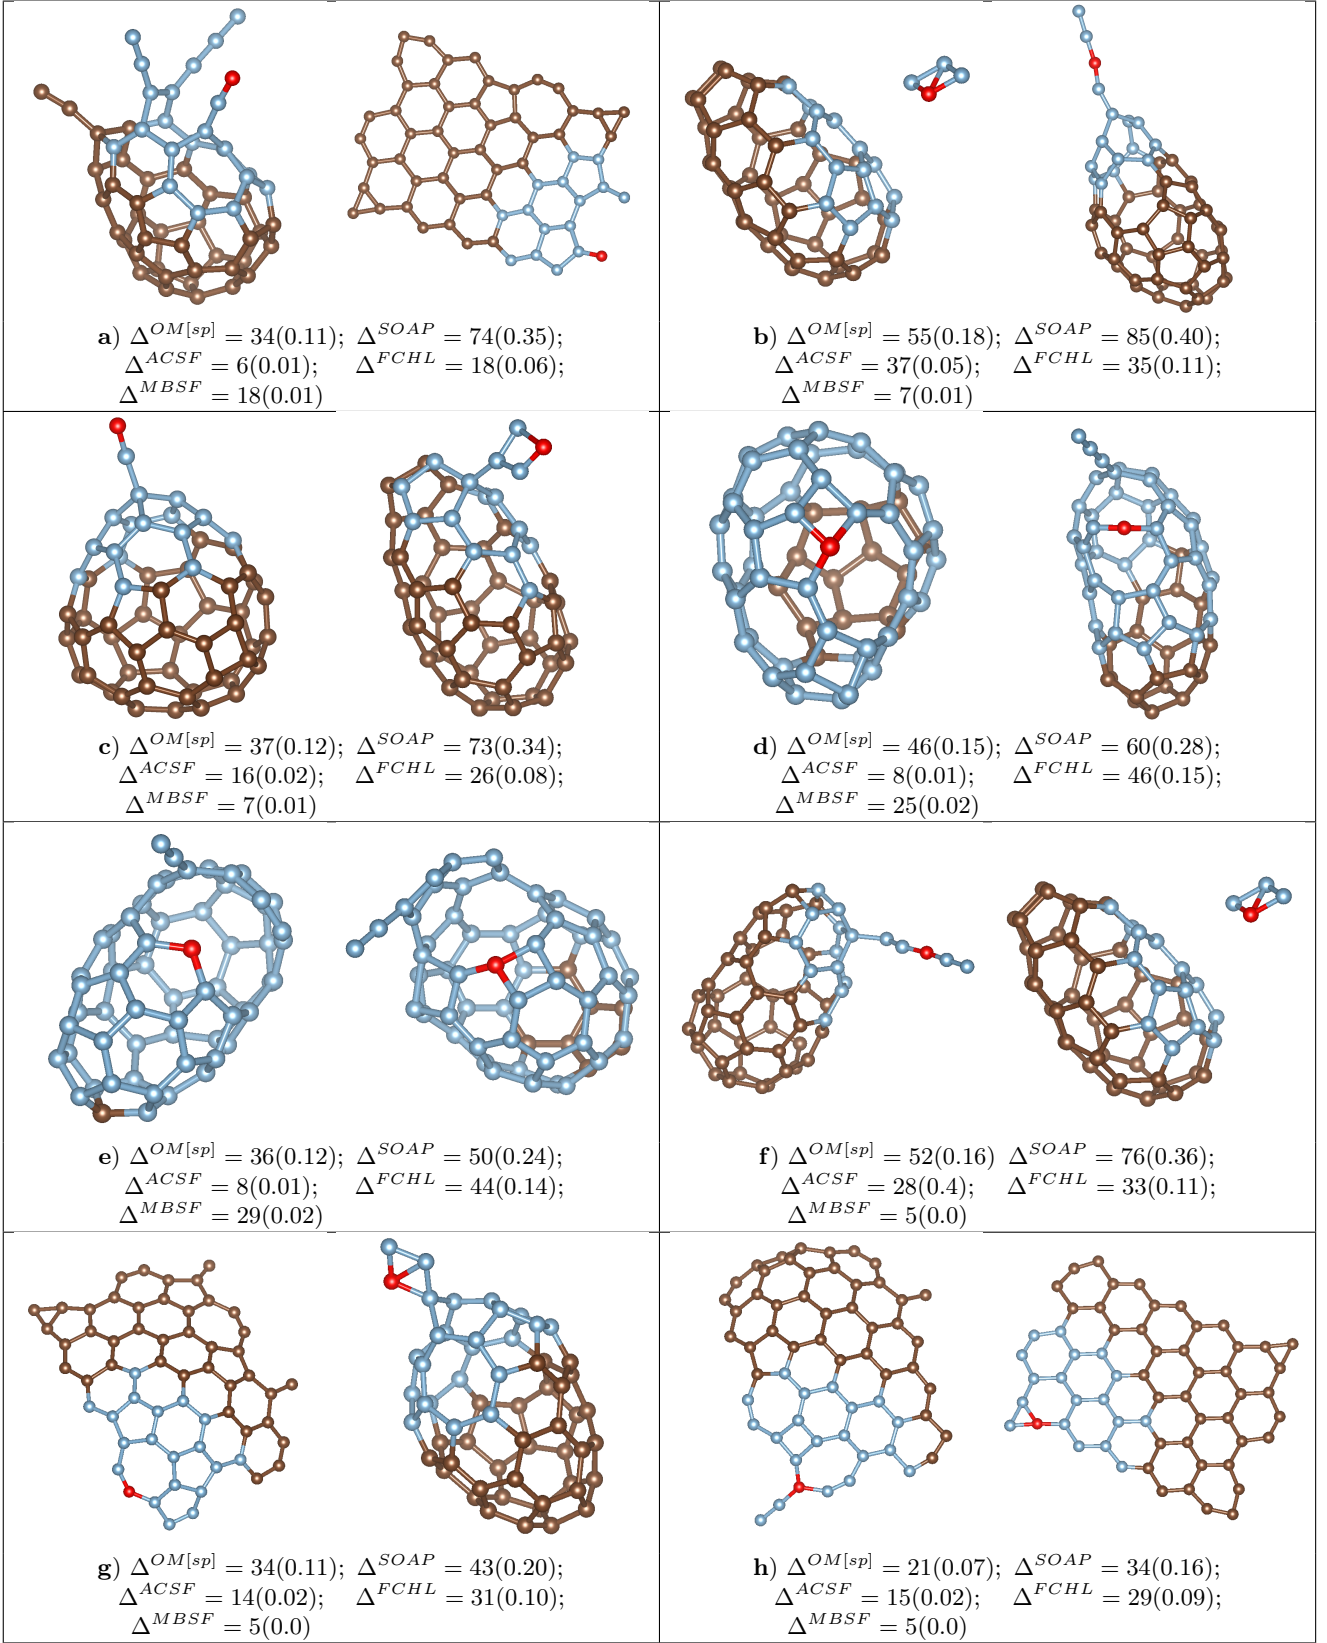 a) Δ^{OM[sp]} = 34(0.11); Δ^{SOAP} = 74(0.35);
Δ^{ACSF} = 6(0.01); Δ^{FCHL} = 18(0.06);
Δ^{MBSF} = 18(0.01)
b) Δ^{OM[sp]} = 55(0.18); Δ^{SOAP} = 85(0.40);
Δ^{ACSF} = 37(0.05); Δ^{FCHL} = 35(0.11);
Δ^{MBSF} = 7(0.01)
c) Δ^{OM[sp]} = 37(0.12); Δ^{SOAP} = 73(0.34);
Δ^{ACSF} = 16(0.02); Δ^{FCHL} = 26(0.08);
Δ^{MBSF} = 7(0.01)
d) Δ^{OM[sp]} = 46(0.15); Δ^{SOAP} = 60(0.28);
Δ^{ACSF} = 8(0.01); Δ^{FCHL} = 46(0.15);
Δ^{MBSF} = 25(0.02)
e) Δ^{OM[sp]} = 36(0.12); Δ^{SOAP} = 50(0.24);
Δ^{ACSF} = 8(0.01); Δ^{FCHL} = 44(0.14);
Δ^{MBSF} = 29(0.02)
f) Δ^{OM[sp]} = 52(0.16) Δ^{SOAP} = 76(0.36);
Δ^{ACSF} = 28(0.4); Δ^{FCHL} = 33(0.11);
Δ^{MBSF} = 5(0.0)
g) Δ^{OM[sp]} = 34(0.11); Δ^{SOAP} = 43(0.20);
Δ^{ACSF} = 14(0.02); Δ^{FCHL} = 31(0.10);
Δ^{MBSF} = 5(0.0)
h) Δ^{OM[sp]} = 21(0.07); Δ^{SOAP} = 34(0.16);
Δ^{ACSF} = 15(0.02); Δ^{FCHL} = 29(0.09);
Δ^{MBSF} = 5(0.0)